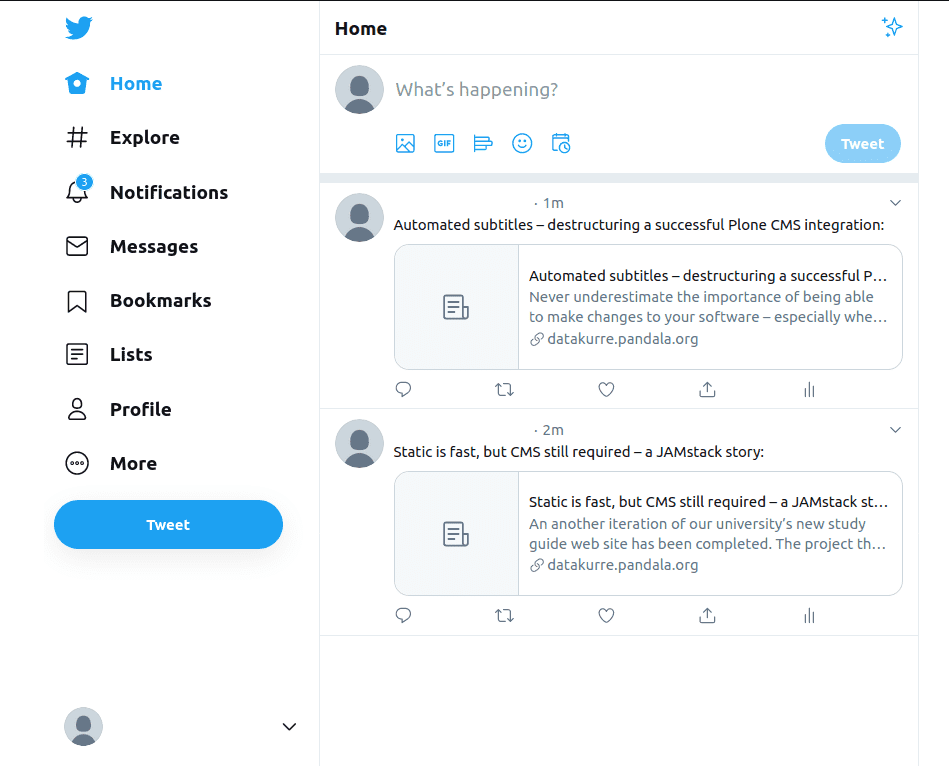 Home
Explore
3
Notifications
Messages
Bookmarks
Lists
Profile
More
Tweet
Home
What's happening?
GIF
Tweet
· 1m
Automated subtitles – destructuring a successful Plone CMS integration:
Automated subtitles – destructuring a successful P…
Never underestimate the importance of being able
to make changes to your software – especially whe…
datakurre.pandala.org
· 2m
Static is fast, but CMS still required – a JAMstack story:
Static is fast, but CMS still required – a JAMstack st…
An another iteration of our university's new study
guide web site has been completed. The project th…
datakurre.pandala.org